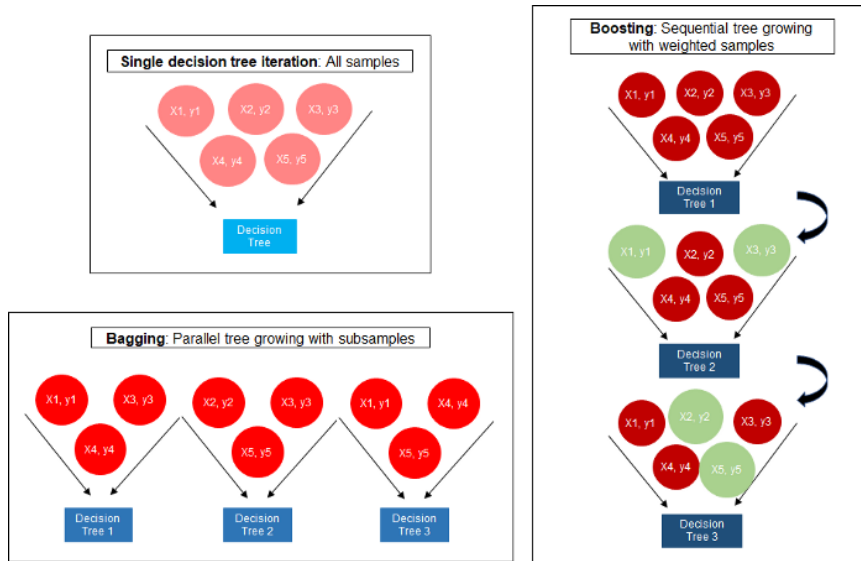 Single decision tree iteration: All samples
X1, y1
X2, y2
X3, y3
X4, y4
X5, y5
Decision
Tree
Bagging: Parallel tree growing with subsamples
X1, y1
X3, y3
X4, y4
Decision
Tree 1
X2, y2
X3, y3
X5, y5
Decision
Tree 2
X1, y1
X4, y4
X5, y5
Decision
Tree 3
Boosting: Sequential tree growing
with weighted samples
X1, y1
X2, y2
X3, y3
X4, y4
X5, y5
Decision
Tree 1
X1, y1
X2, y2
X3, y3
X4, y4
X5, y5
Decision
Tree 2
X1, y1
X2, y2
X3, y3
X4, y4
X5, y5
Decision
Tree 3